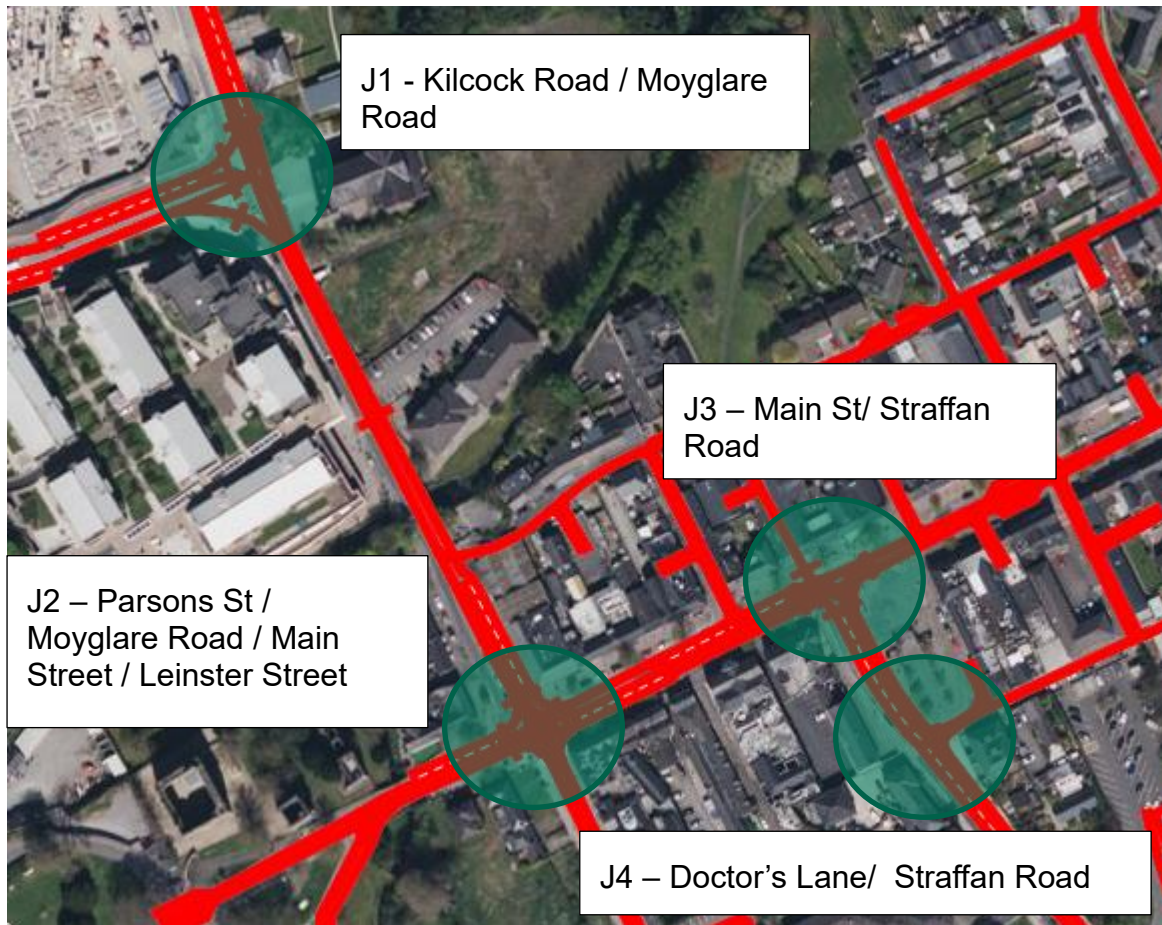 J1 - Kilcock Road / Moyglare
Road
J3 – Main St/ Straffan
Road
J2 – Parsons St /
Moyglare Road / Main
Street / Leinster Street
J4 – Doctor’s Lane/  Straffan Road